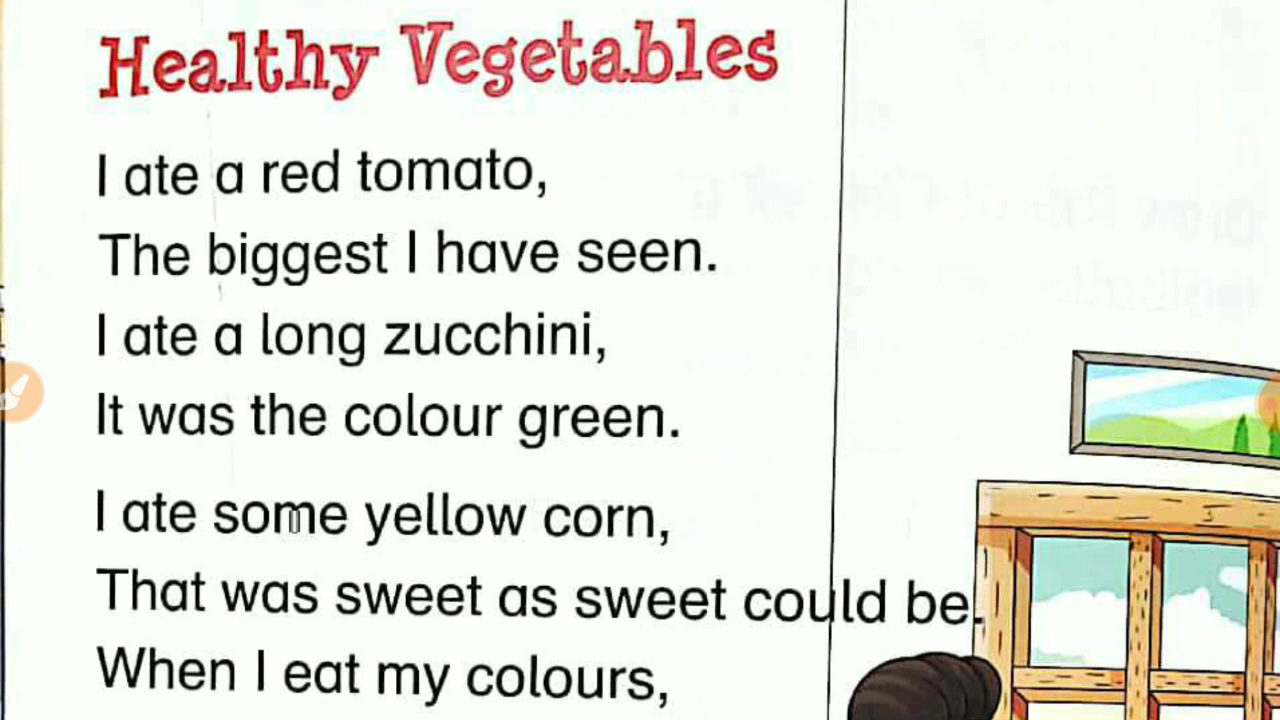 Healthy Vegetables
I ate a red tomato,
The biggest I have seen.
I ate a long zucchini,
It was the colour green.
I ate some yellow corn,
That was sweet as sweet could be.
When I eat my colours,